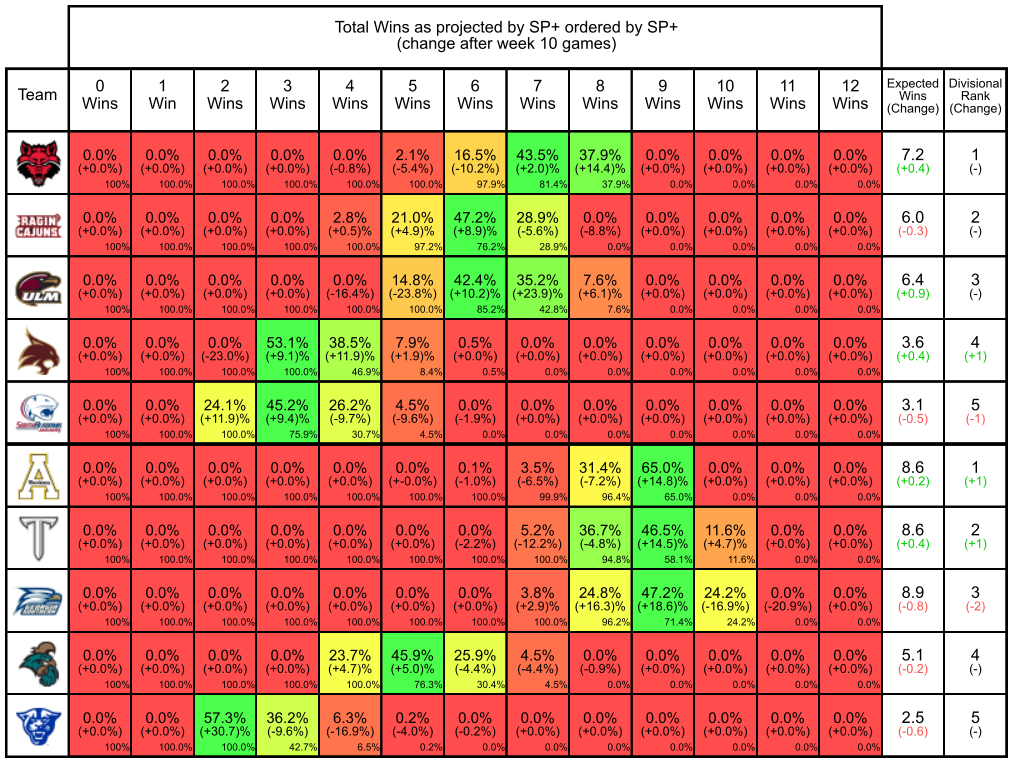 Total Wins as projected by SP+ ordered by SP+
(change after week 10 games)
Team 0 Wins 1 Win 2 Wins 3 Wins 4 Wins 5 Wins 6 Wins 7 Wins 8 Wins 9 Wins 10 Wins 11 Wins 12 Wins Expected Wins (Change) Divisional Rank (Change)
0.0% 0.0% 0.0% 0.0% 0.0% 2.1% 16.5% 43.5% 37.9% 0.0% 0.0% 0.0% 0.0% 7.2 1
(+0.0%) (+0.0%) (+0.0%) (+0.0%) (-0.8%) (-5.4%) (-10.2%) (+2.0)% (+14.4)% (+0.0%) (+0.0%) (+0.0%) (+0.0%) (+0.4) (-)
100% 100.0% 100.0% 100.0% 100.0% 100.0% 97.9% 81.4% 37.9% 0.0% 0.0% 0.0% 0.0%
RAGIN' CAJUNS
0.0% 0.0% 0.0% 0.0% 2.8% 21.0% 47.2% 28.9% 0.0% 0.0% 0.0% 0.0% 0.0% 6.0 2
(+0.0%) (+0.0%) (+0.0%) (+0.0%) (+0.5)% (+4.9)% (+8.9)% (-5.6)% (-8.8)% (+0.0%) (+0.0%) (+0.0%) (+0.0%) (-0.3) (-)
100% 100.0% 100.0% 100.0% 100.0% 97.2% 76.2% 28.9% 0.0% 0.0% 0.0% 0.0% 0.0%
ULM
0.0% 0.0% 0.0% 0.0% 0.0% 14.8% 42.4% 35.2% 7.6% 0.0% 0.0% 0.0% 0.0% 6.4 3
(+0.0%) (+0.0%) (+0.0%) (+0.0%) (-16.4%) (-23.8%) (+10.2)% (+23.9)% (+6.1)% (+0.0%) (+0.0%) (+0.0%) (+0.0%) (+0.9) (-)
100% 100.0% 100.0% 100.0% 100.0% 100.0% 85.2% 42.8% 7.6% 0.0% 0.0% 0.0% 0.0%
0.0% 0.0% 0.0% 53.1% 38.5% 7.9% 0.5% 0.0% 0.0% 0.0% 0.0% 0.0% 0.0% 3.6 4
(+0.0%) (+0.0%) (-23.0%) (+9.1)% (+11.9)% (+1.9)% (+0.0)% (+0.0%) (+0.0%) (+0.0%) (+0.0%) (+0.0%) (+0.0%) (+0.4) (+1)
100% 100.0% 100.0% 100.0% 46.9% 8.4% 0.5% 0.0% 0.0% 0.0% 0.0% 0.0% 0.0%
0.0% 0.0% 24.1% 45.2% 26.2% 4.5% 0.0% 0.0% 0.0% 0.0% 0.0% 0.0% 0.0% 3.1 5
(+0.0%) (+0.0%) (+11.9)% (+9.4)% (-9.7)% (-9.6)% (-1.9)% (+0.0)% (+0.0%) (+0.0%) (+0.0%) (+0.0%) (+0.0%) (-0.5) (-1)
100% 100.0% 100.0% 75.9% 30.7% 4.5% 0.0% 0.0% 0.0% 0.0% 0.0% 0.0% 0.0%
0.0% 0.0% 0.0% 0.0% 0.0% 0.0% 0.1% 3.5% 31.4% 65.0% 0.0% 0.0% 0.0% 8.6 1
(+0.0%) (+0.0%) (+0.0%) (+0.0%) (+0.0%) (+-0.0%) (-1.0%) (-6.5%) (-7.2)% (+14.8)% (+0.0%) (+0.0%) (+0.0%) (+0.2) (+1)
100% 100.0% 100.0% 100.0% 100.0% 100.0% 100.0% 99.9% 96.4% 65.0% 0.0% 0.0% 0.0%
0.0% 0.0% 0.0% 0.0% 0.0% 0.0% 0.0% 5.2% 36.7% 46.5% 11.6% 0.0% 0.0% 8.6 2
(+0.0%) (+0.0%) (+0.0%) (+0.0%) (+0.0%) (+0.0%) (-2.2%) (-12.2%) (-4.8%) (+14.5)% (+4.7)% (+0.0%) (+0.0%) (+0.4) (+1)
100% 100.0% 100.0% 100.0% 100.0% 100.0% 100.0% 100.0% 94.8% 58.1% 11.6% 0.0% 0.0%
0.0% 0.0% 0.0% 0.0% 0.0% 0.0% 0.0% 3.8% 24.8% 47.2% 24.2% 0.0% 0.0% 8.9 3
(+0.0%) (+0.0%) (+0.0%) (+0.0%) (+0.0%) (+0.0%) (+0.0%) (+2.9)% (+16.3)% (+18.6)% (-16.9)% (-20.9)% (+0.0%) (-0.8) (-2)
100% 100.0% 100.0% 100.0% 100.0% 100.0% 100.0% 100.0% 96.2% 71.4% 24.2% 0.0% 0.0%
0.0% 0.0% 0.0% 0.0% 23.7% 45.9% 25.9% 4.5% 0.0% 0.0% 0.0% 0.0% 0.0% 5.1 4
(+0.0%) (+0.0%) (+0.0%) (+0.0%) (+4.7)% (+5.0)% (-4.4)% (-4.4)% (-0.9)% (+0.0%) (+0.0%) (+0.0%) (+0.0%) (-0.2) (-)
100% 100.0% 100.0% 100.0% 100.0% 76.3% 30.4% 4.5% 0.0% 0.0% 0.0% 0.0% 0.0%
0.0% 0.0% 57.3% 36.2% 6.3% 0.2% 0.0% 0.0% 0.0% 0.0% 0.0% 0.0% 0.0% 2.5 5
(+0.0%) (+0.0%) (+30.7)% (-9.6)% (-16.9)% (-4.0)% (-0.2)% (+0.0%) (+0.0%) (+0.0%) (+0.0%) (+0.0%) (+0.0%) (-0.6) (-)
100% 100.0% 100.0% 42.7% 6.5% 0.2% 0.0% 0.0% 0.0% 0.0% 0.0% 0.0% 0.0%